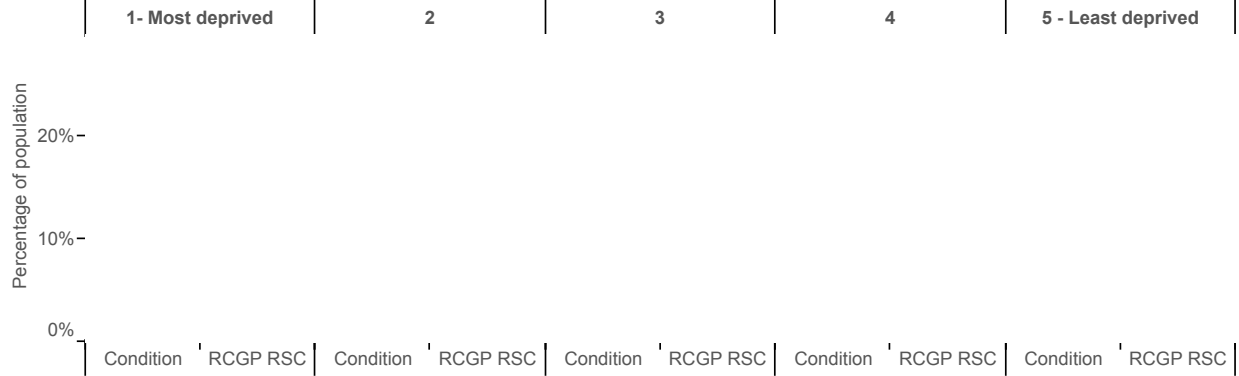 1- Most deprived 2 3 4 5 - Least deprived
Percentage of population
20%
10%
0%
Condition RCGP RSC Condition RCGP RSC Condition RCGP RSC Condition RCGP RSC Condition RCGP RSC